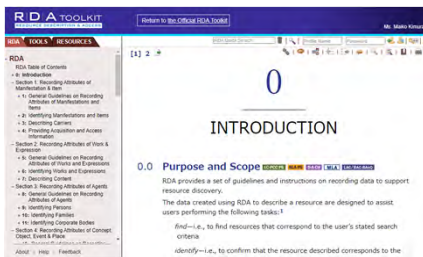 RDA TOOLKIT
RESOURCE DESCRIPTION & ACCESS
Return to the Official RDA Toolkit
Ms. Maiko Kimura
RDA TOOLS RESOURCES
RDA
RDA Table of Contents
0: Introduction
Section 1: Recording Attributes of
Manifestation & Item
1: General Guidelines on Recording
Attributes of Manifestations and
Items
2: Identifying Manifestations and Items
3: Describing Carriers
4: Providing Acquisition and Access
Information
Section 2: Recording Attributes of Work &
Expression
5: General Guidelines on Recording
Attributes of Works and Expressions
6: Identifying Works and Expressions
7: Describing Content
Section 3: Recording Attributes of Agents
8: General Guidelines on Recording
Attributes of Agents
9: Identifying Persons
10: Identifying Families
11: Identifying Corporate Bodies
Section 4: Recording Attributes of Concept,
Object, Event & Place
About | Help | Feedback
[1] 2
0
INTRODUCTION
0.0 Purpose and Scope
RDA provides a set of guidelines and instructions on recording data to support
resource discovery.
The data created using RDA to describe a resource are designed to assist
users performing the following tasks:1
find—i.e., to find resources that correspond to the user's stated search
criteria
identify—i.e., to confirm that the resource described corresponds to the